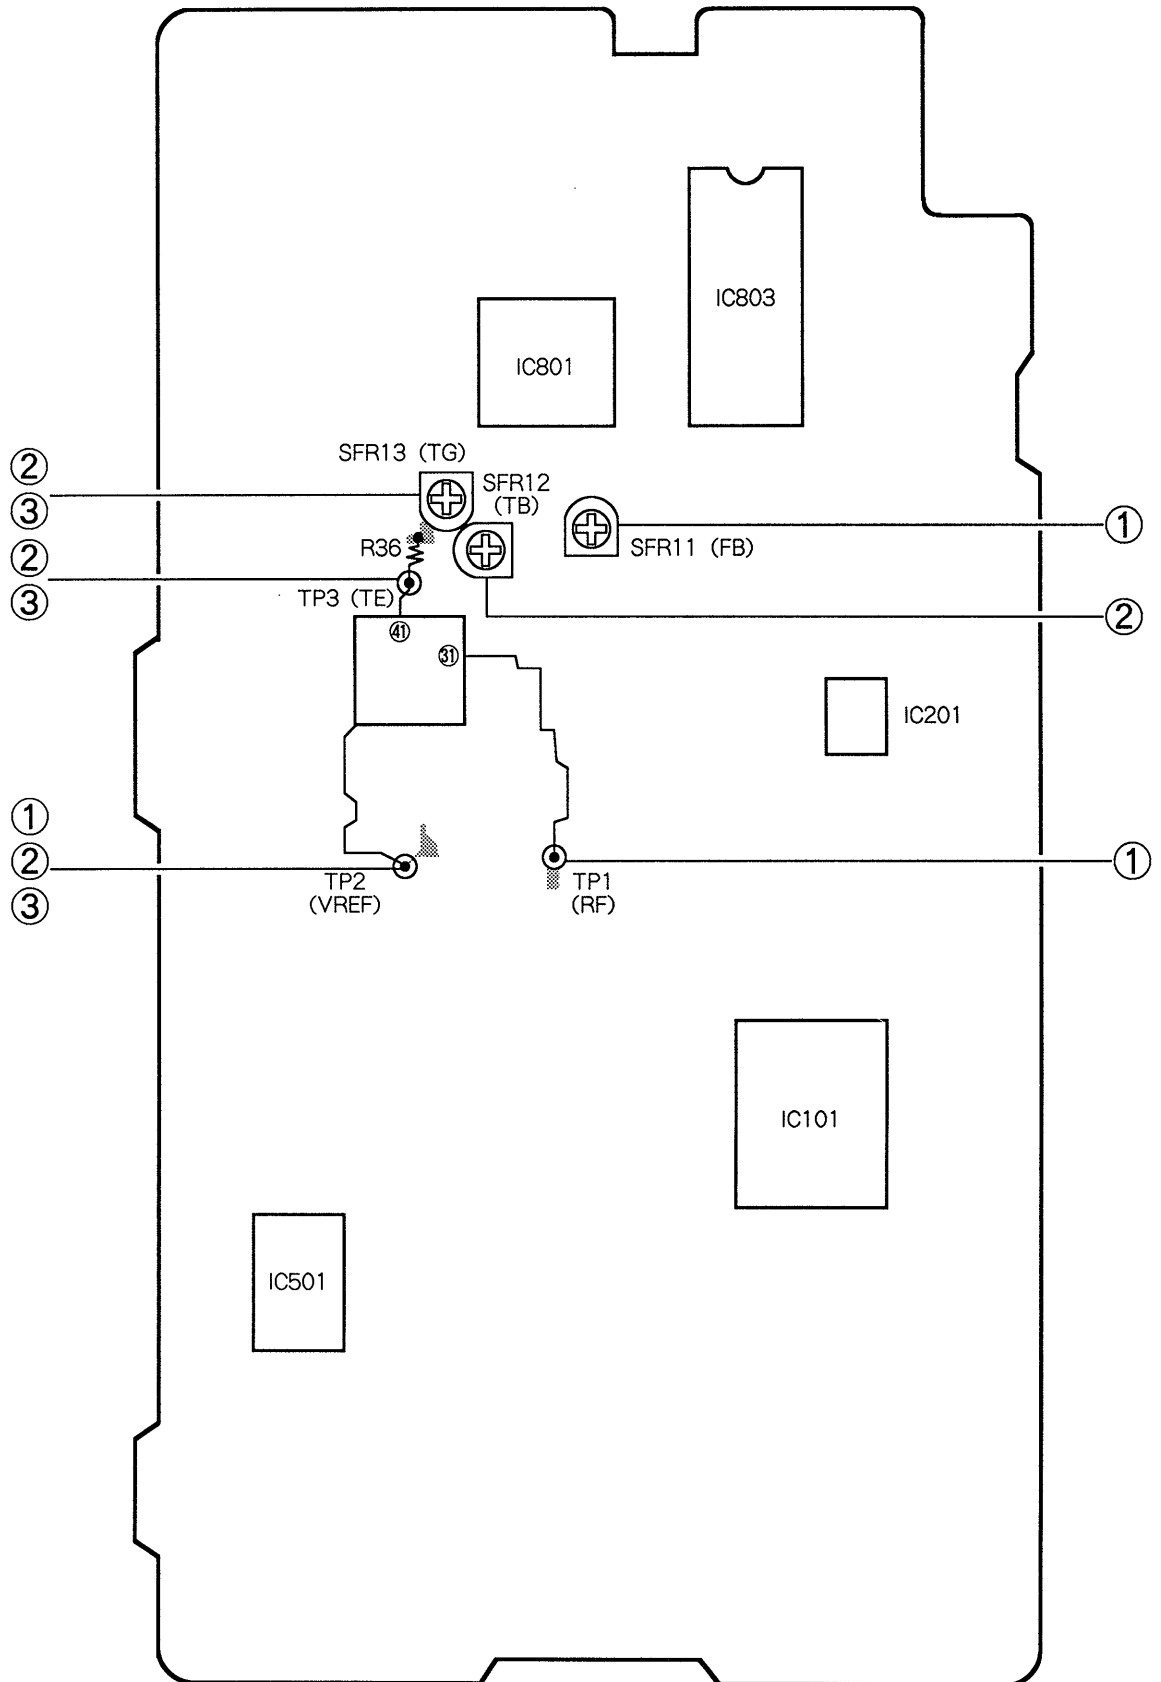 IC803
IC801
SFR13 (TG)
②
③
SFR12
(TB)
①
SFR11 (FB)
R36
②
③
TP3 (TE)
②
㊶
㉛
IC201
①
②
③
TP2
(VREF)
TP1
(RF)
①
IC101
IC501